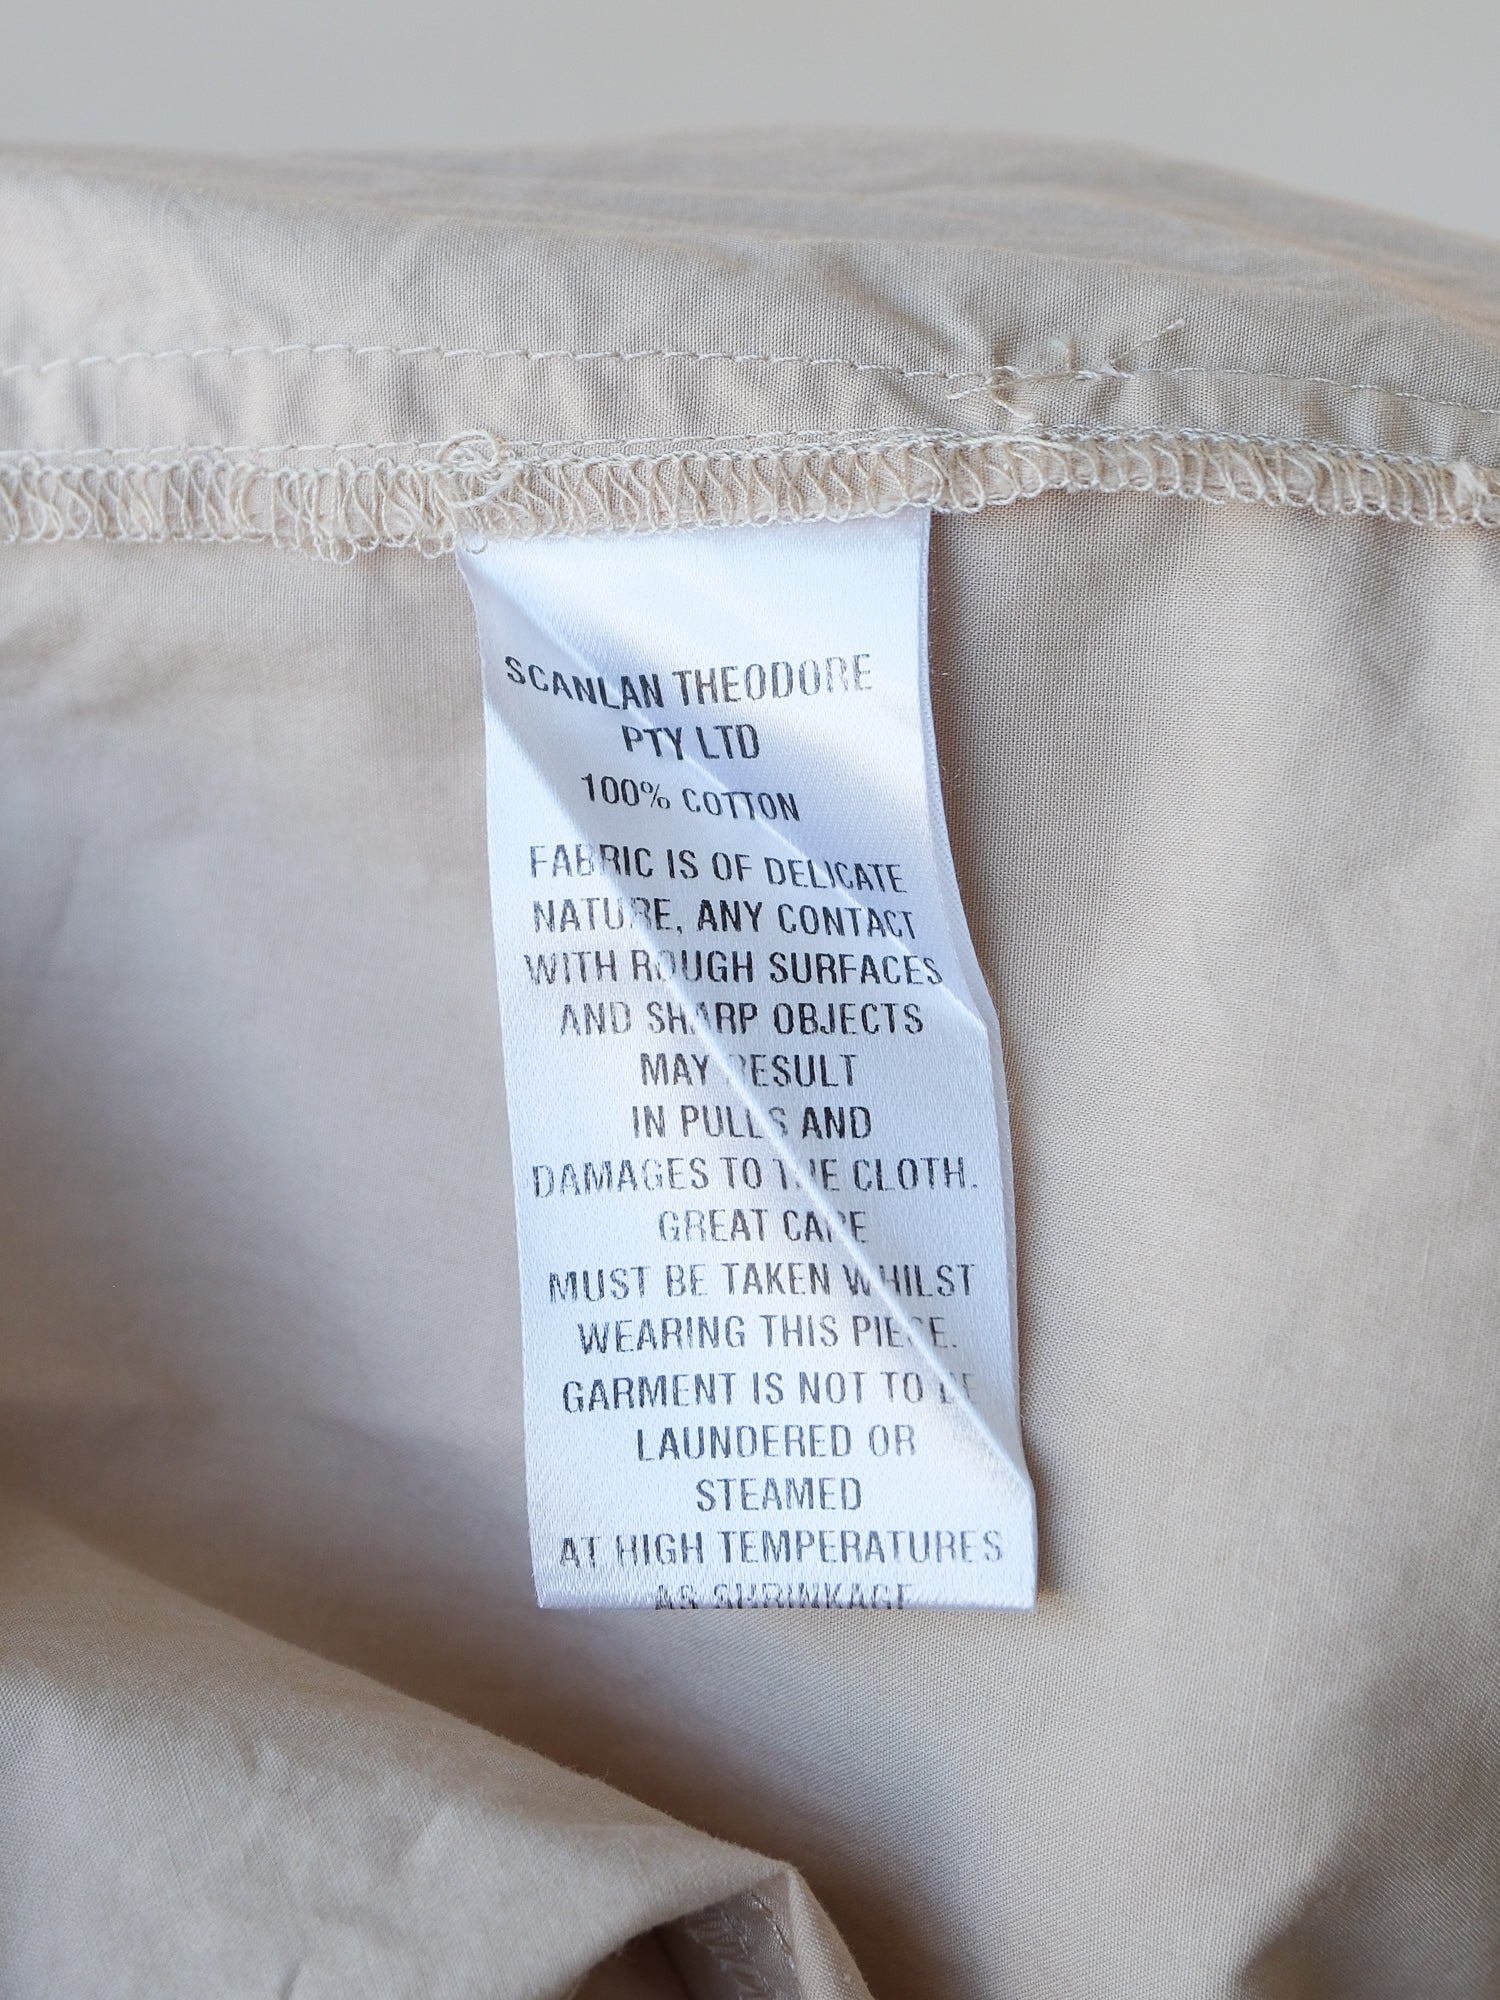 SCANLAN THEODORE
PTY LTD
100% COTTON
FABRIC IS OF DELICATE
NATURE, ANY CONTACT
WITH ROUGH SURFACES
AND SHARP OBJECTS
MAY RESULT
IN PULLS AND
DAMAGES TO THE CLOTH.
GREAT CARE
MUST BE TAKEN WHILST
WEARING THIS PIECE.
GARMENT IS NOT TO BE
LAUNDERED OR
STEAMED
AT HIGH TEMPERATURES
AS SHRINKAGE